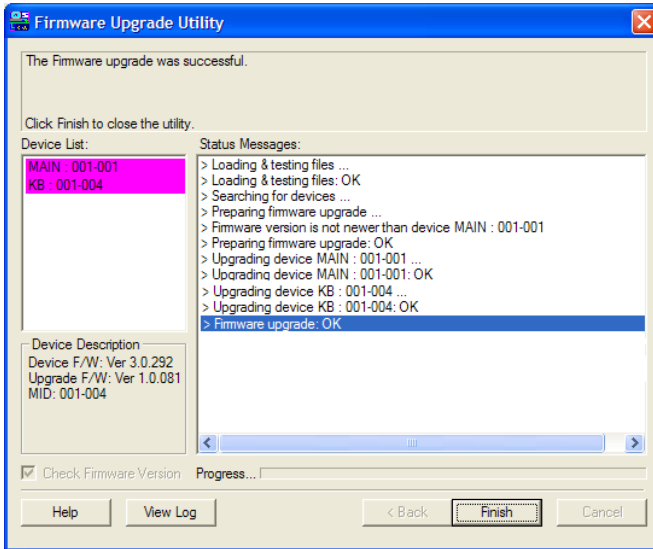 Firmware Upgrade Utility
The Firmware upgrade was successful.
Click Finish to close the utility.
Device List:
Status Messages:
MAIN : 001-001
KB : 001-004
> Loading & testing files ...
> Loading & testing files: OK
> Searching for devices ...
> Preparing firmware upgrade ...
> Firmware version is not newer than device MAIN : 001-001
> Preparing firmware upgrade: OK
> Upgrading device MAIN : 001-001 ...
> Upgrading device MAIN : 001-001: OK
> Upgrading device KB : 001-004 ...
> Upgrading device KB : 001-004: OK
> Firmware upgrade: OK
Device Description
Device F/W: Ver 3.0.292
Upgrade F/W: Ver 1.0.081
MID: 001-004
Check Firmware Version
Progress...
Help
View Log
< Back
Finish
Cancel